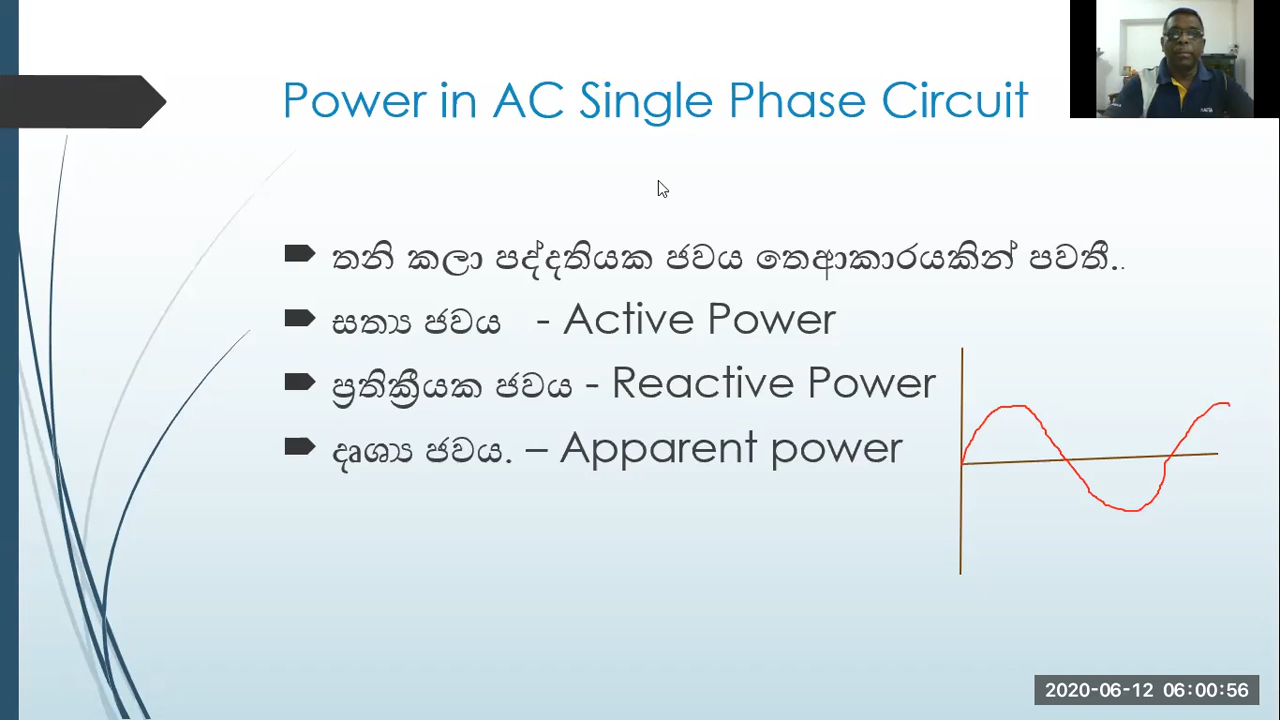 Power in AC Single Phase Circuit
තනි කලා පද්දතියක ජවය තෙආකාරයකින් පවතී..
සත්‍ය ජවය - Active Power
ප්‍රතික්‍රීයක ජවය - Reactive Power
දෘශ්‍ය ජවය. – Apparent power
2020-06-12 06:00:56